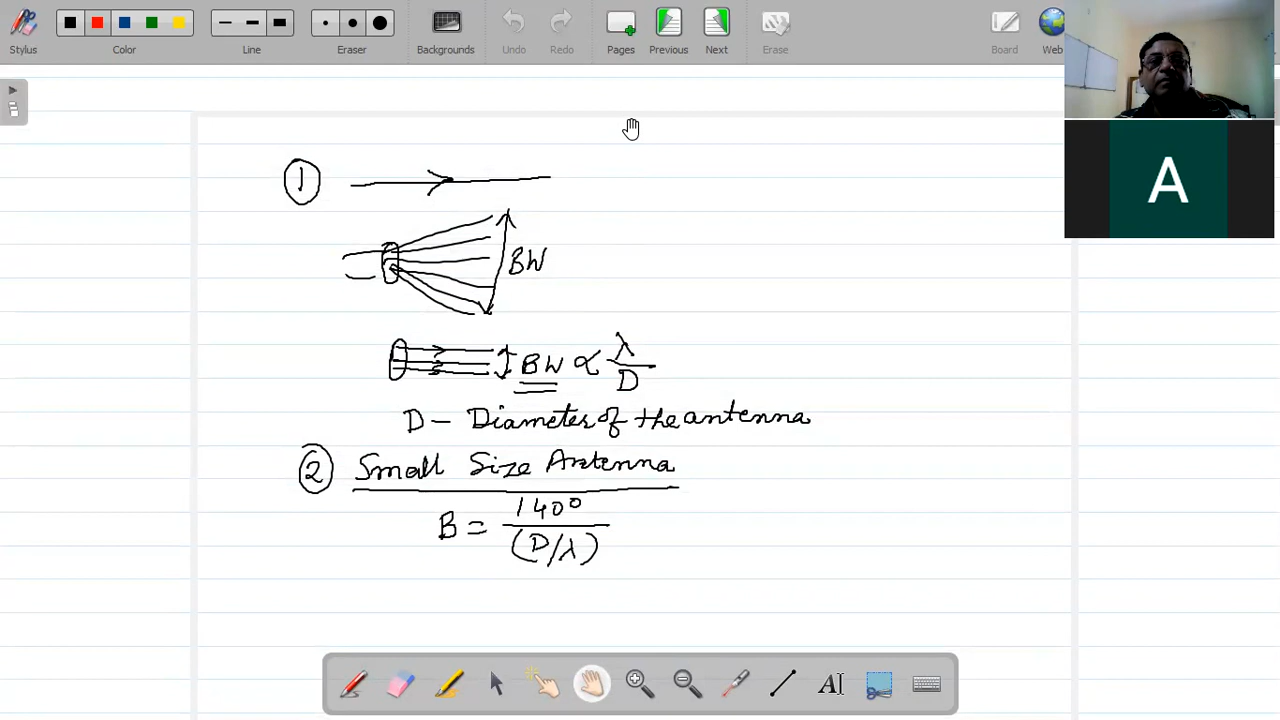 Stylus Color Line Eraser Backgrounds Undo Redo Pages Previous Next Erase Board Web
A
①
BW
BW ∝ λ/D
D - Diameter of the antenna
② Small Size Antenna
B = 140° / (D/λ)